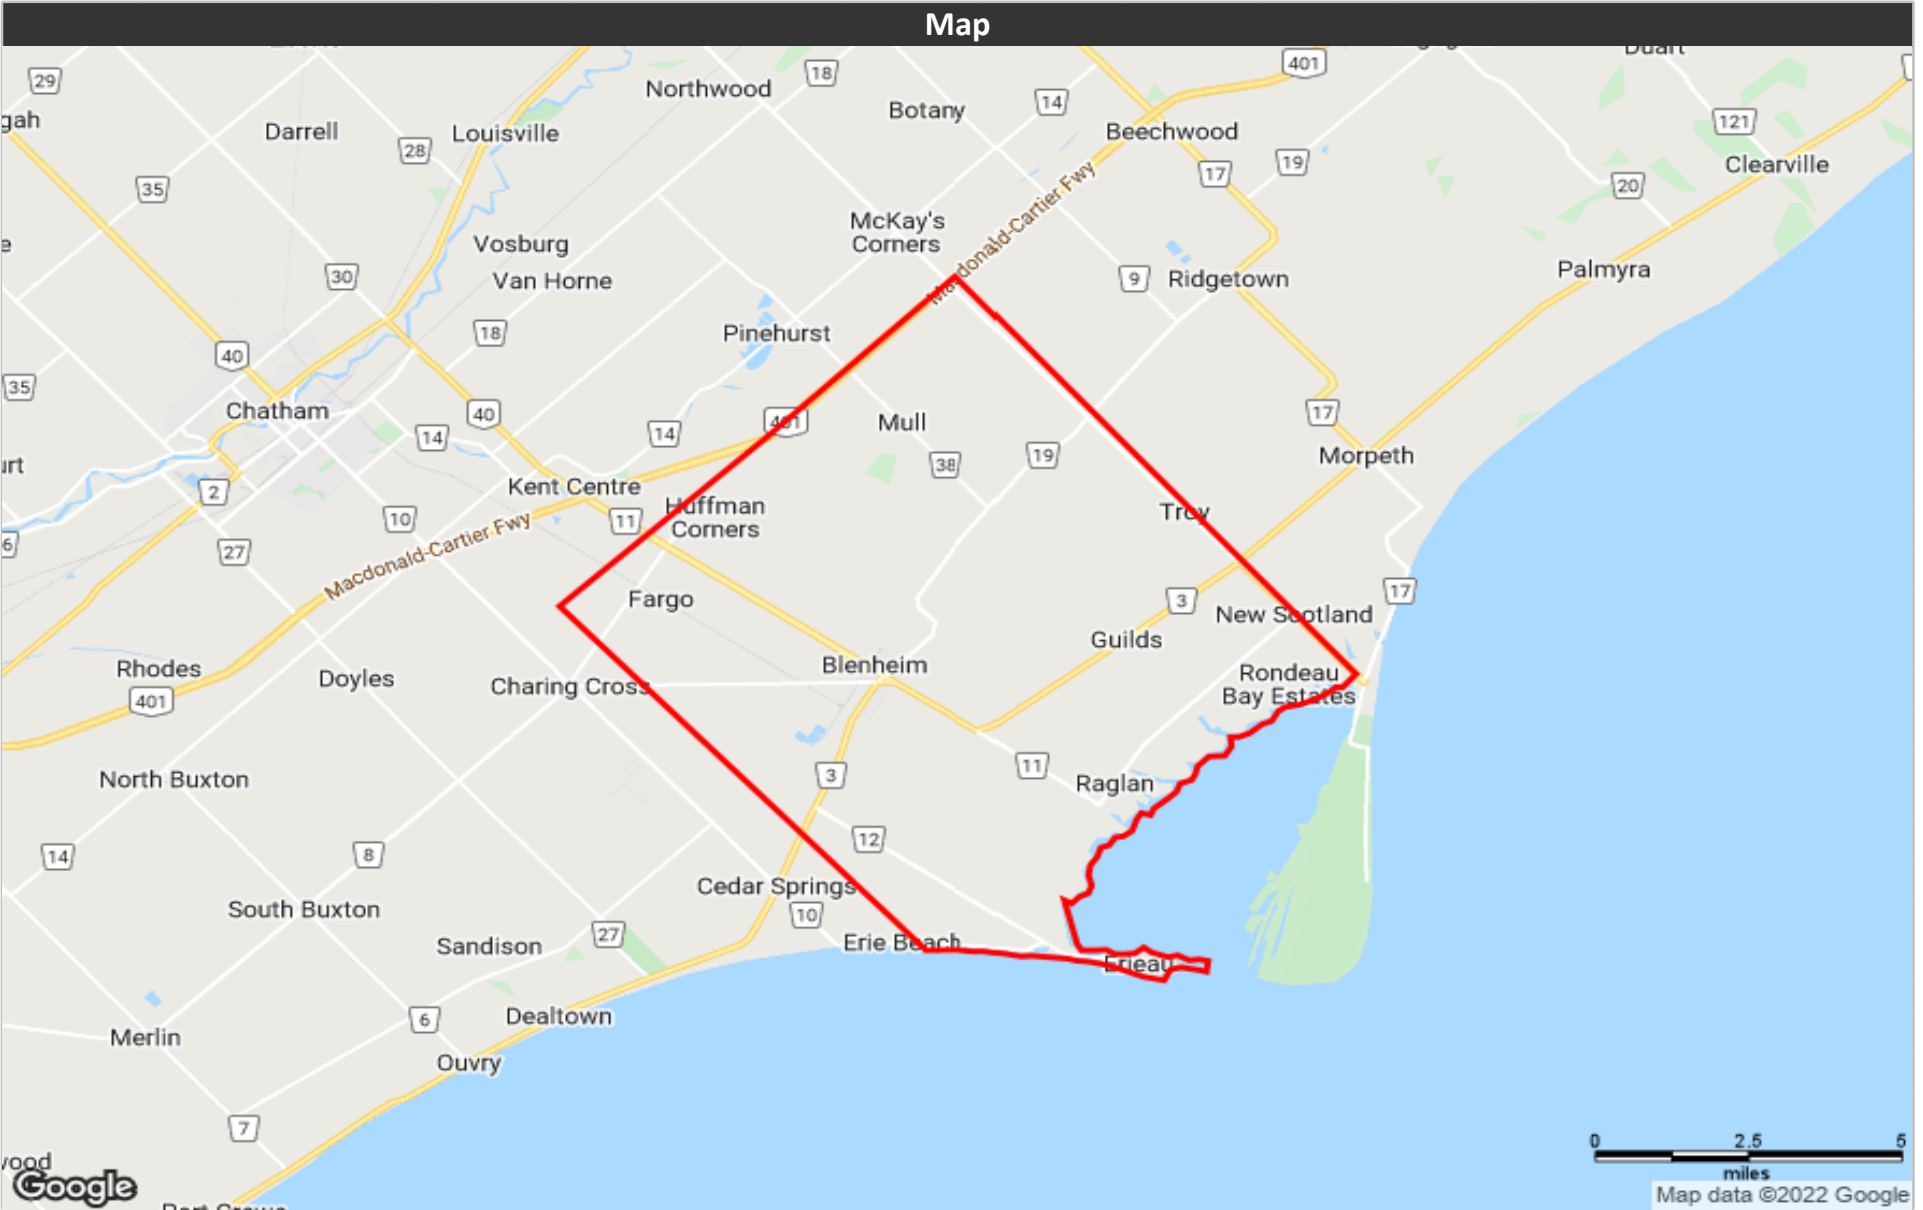 Map
Duart
29
18
401
Northwood
14
Botany
gah
Darrell
Louisville
Beechwood
121
28
Clearville
35
17
19
20
McKay's
Corners
Macdonald-Cartier Fwy
e
Vosburg
30
Van Horne
9
Ridgetown
Palmyra
18
Pinehurst
40
35
Chatham
40
14
14
401
Mull
17
38
19
Morpeth
urt
2
Kent Centre
Huffman
Corners
10
11
Troy
6
27
Macdonald-Cartier Fwy
Fargo
3
17
New Scotland
Guilds
Rhodes
Doyles
Blenheim
Rondeau
Bay Estates
401
Charing Cross
North Buxton
3
11
Raglan
14
8
12
Cedar Springs
South Buxton
10
27
Sandison
Erie Beach
Erieau
6
Dealtown
Merlin
Ouvry
7
0 2.5 5
miles
wood
Google
Map data ©2022 Google